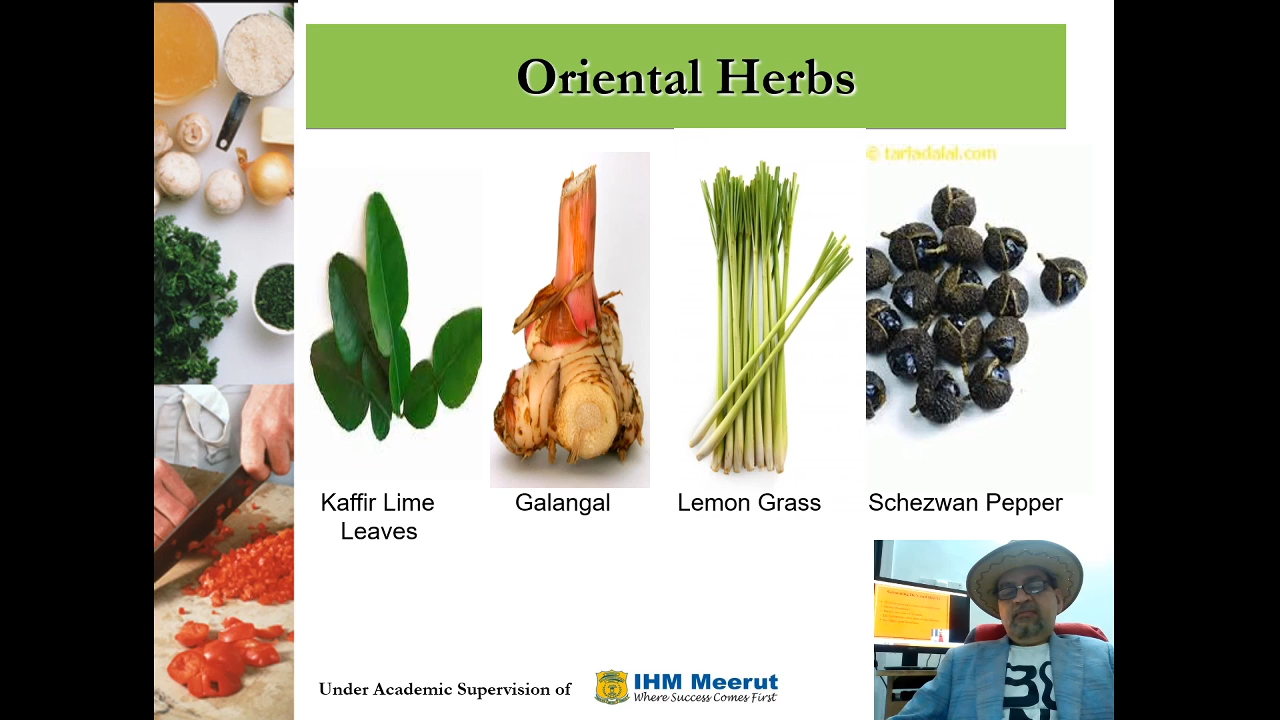 Oriental Herbs
© tarladalal.com
Kaffir Lime
Leaves
Galangal
Lemon Grass
Schezwan Pepper
Under Academic Supervision of
IHM Meerut
Where Success Comes First